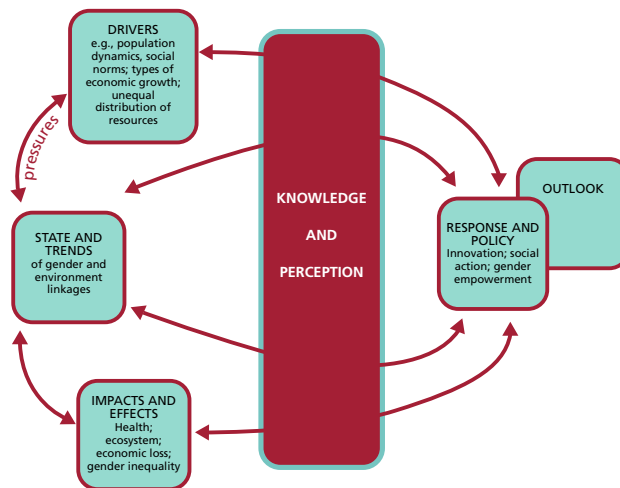 DRIVERS
e.g., population
dynamics, social
norms; types of
economic growth;
unequal
distribution of
resources
pressures
STATE AND
TRENDS
of gender and
environment
linkages
IMPACTS AND
EFFECTS
Health;
ecosystem;
economic loss;
gender inequality
KNOWLEDGE
AND
PERCEPTION
RESPONSE AND
POLICY
Innovation; social
action; gender
empowerment
OUTLOOK